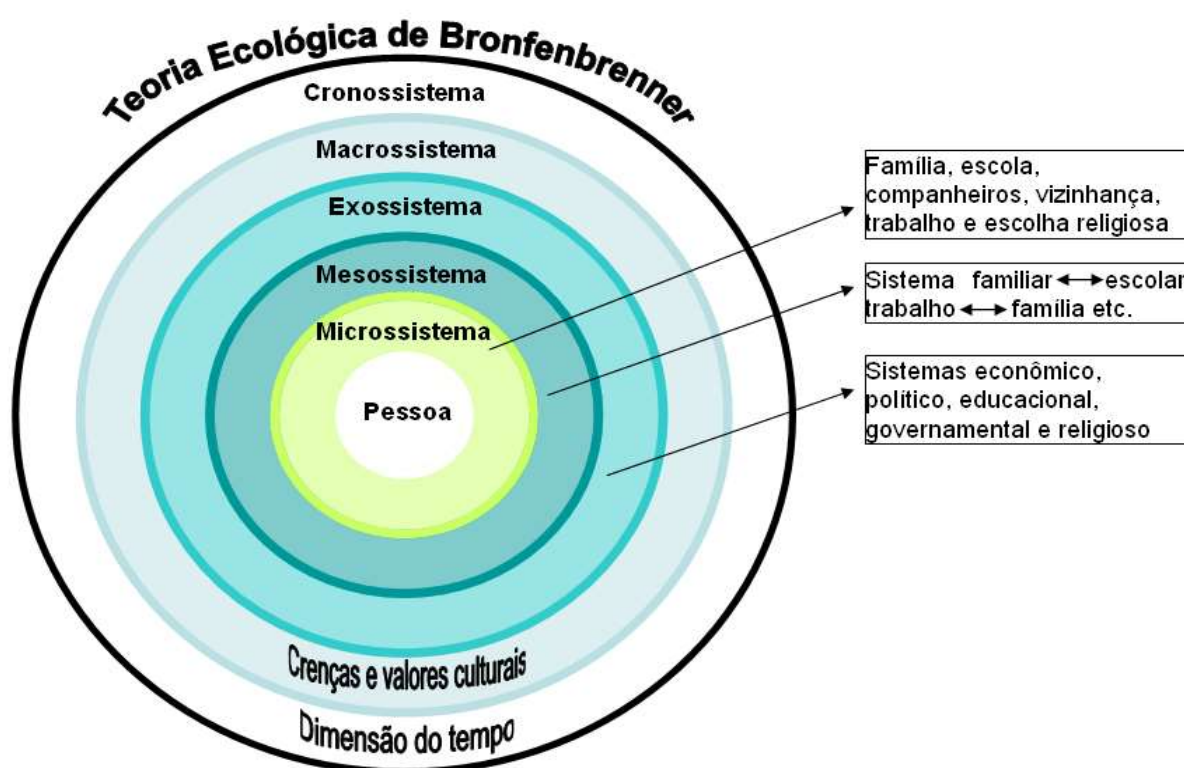 Teoria Ecológica de Bronfenbrenner
Cronossistema
Macrossistema
Exossistema
Mesossistema
Microssistema
Pessoa
Crenças e valores culturais
Dimensão do tempo
Família, escola,
companheiros, vizinhança,
trabalho e escolha religiosa
Sistema familiar ↔ escolar
trabalho ↔ família etc.
Sistemas econômico,
político, educacional,
governamental e religioso